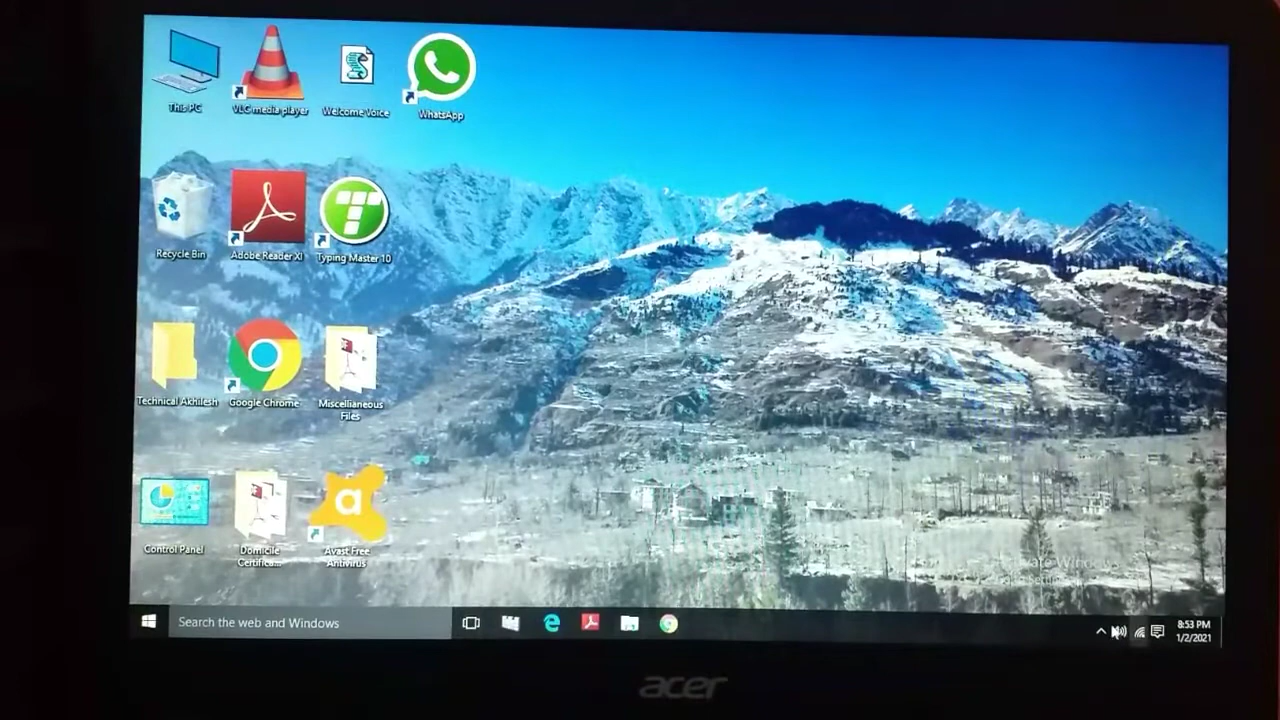 This PC
VLC media player
Welcome Voice
WhatsApp
Recycle Bin
Adobe Reader XI
Typing Master 10
Technical Akhilesh
Google Chrome
Miscellaneous
Files
Control Panel
Domicile
Certifica...
Avast Free
Antivirus
Search the web and Windows
8:53 PM
1/2/2021
acer